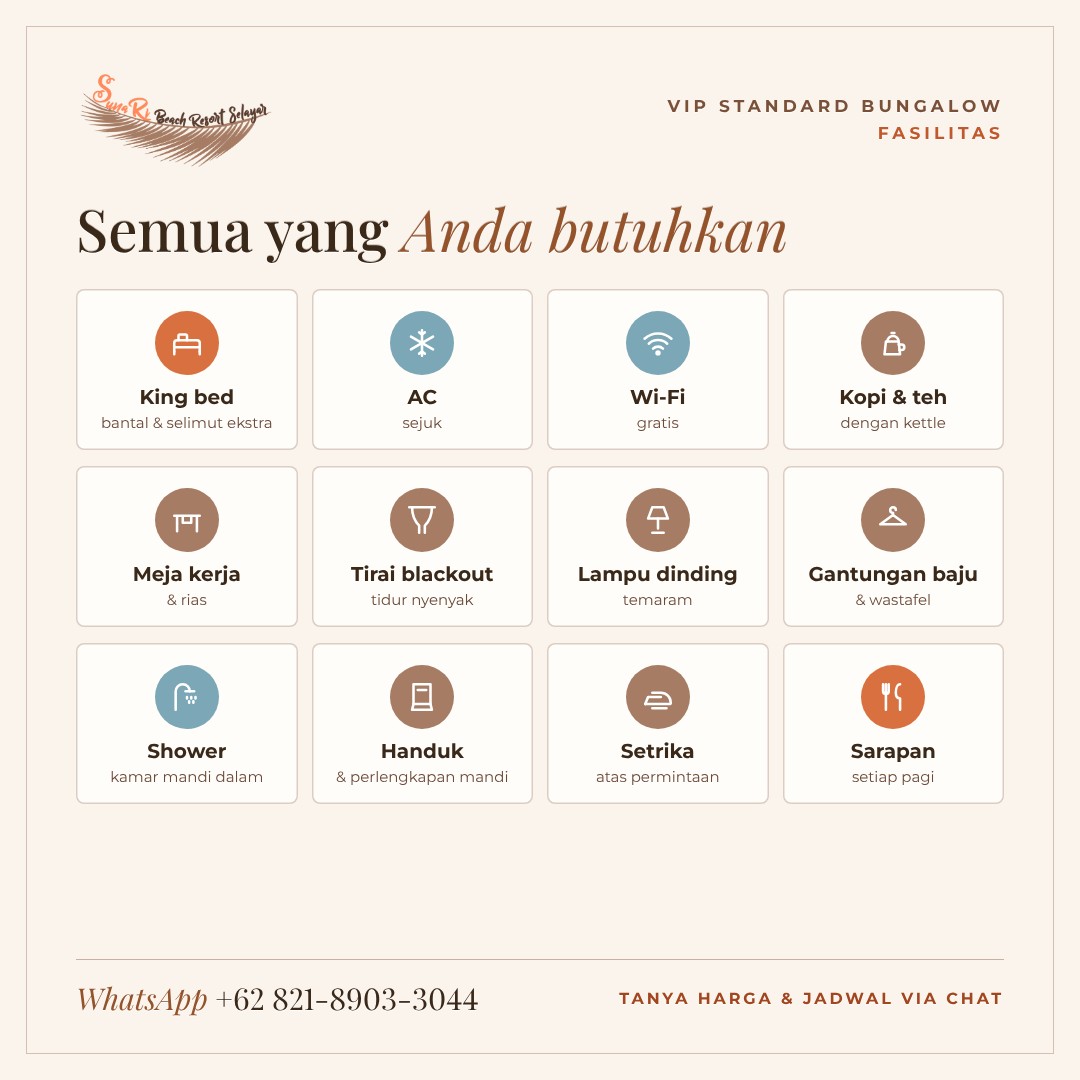 SunaRi Beach Resort Selayar
VIP STANDARD BUNGALOW
FASILITAS
Semua yang Anda butuhkan
King bed
bantal & selimut ekstra
AC
sejuk
Wi-Fi
gratis
Kopi & teh
dengan kettle
Meja kerja
& rias
Tirai blackout
tidur nyenyak
Lampu dinding
temaram
Gantungan baju
& wastafel
Shower
kamar mandi dalam
Handuk
& perlengkapan mandi
Setrika
atas permintaan
Sarapan
setiap pagi
WhatsApp +62 821-8903-3044
TANYA HARGA & JADWAL VIA CHAT